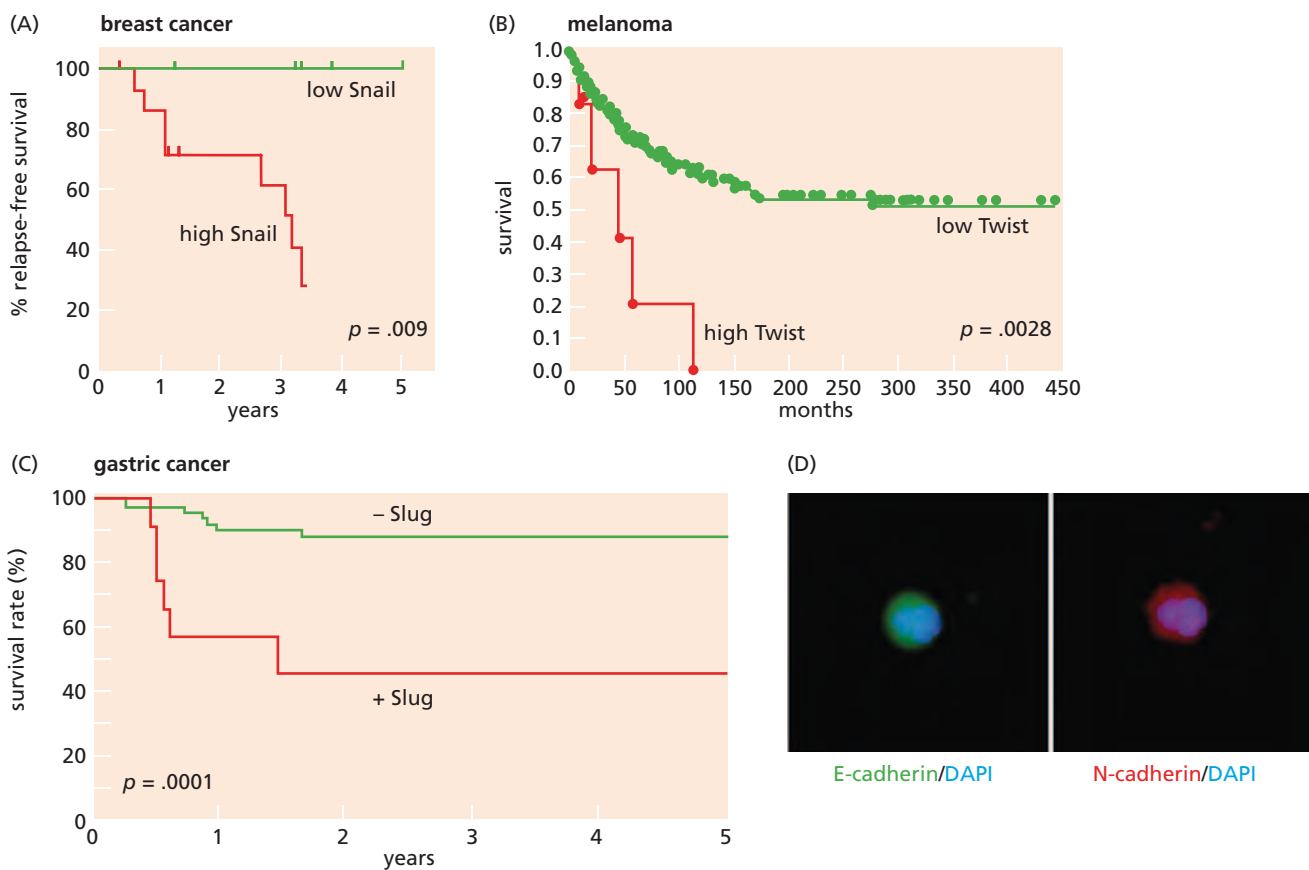 (A) breast cancer
% relapse-free survival
100
80
60
40
20
0
low Snail
high Snail
p = .009
0 1 2 3 4 5
years
(B) melanoma
survival
1.0
0.9
0.8
0.7
0.6
0.5
0.4
0.3
0.2
0.1
0.0
low Twist
high Twist
p = .0028
0 50 100 150 200 250 300 350 400 450
months
(C) gastric cancer
survival rate (%)
100
80
60
40
20
0
– Slug
+ Slug
p = .0001
0 1 2 3 4 5
years
(D)
E-cadherin/DAPI
N-cadherin/DAPI